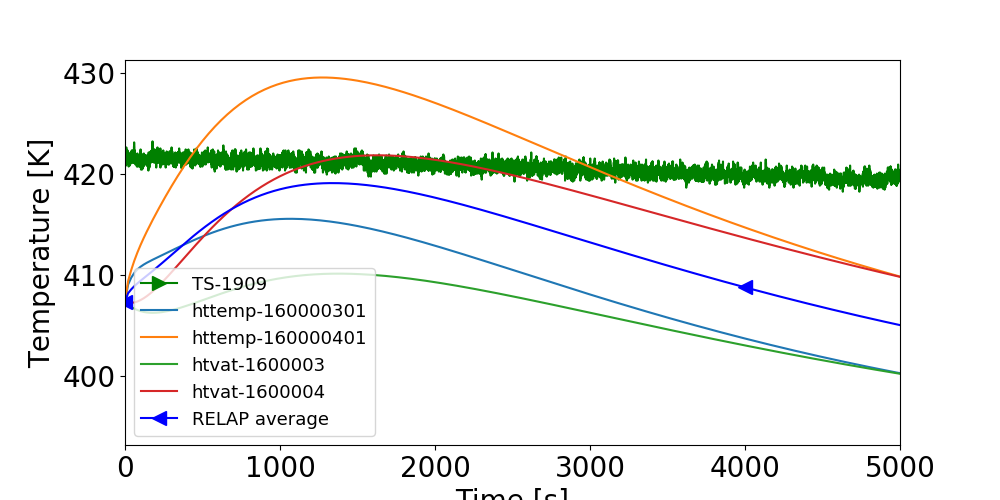 430
420
410
400
Temperature [K]
TS-1909
httemp-160000301
httemp-160000401
htvat-1600003
htvat-1600004
RELAP average
0 1000 2000 3000 4000 5000
Time [s]